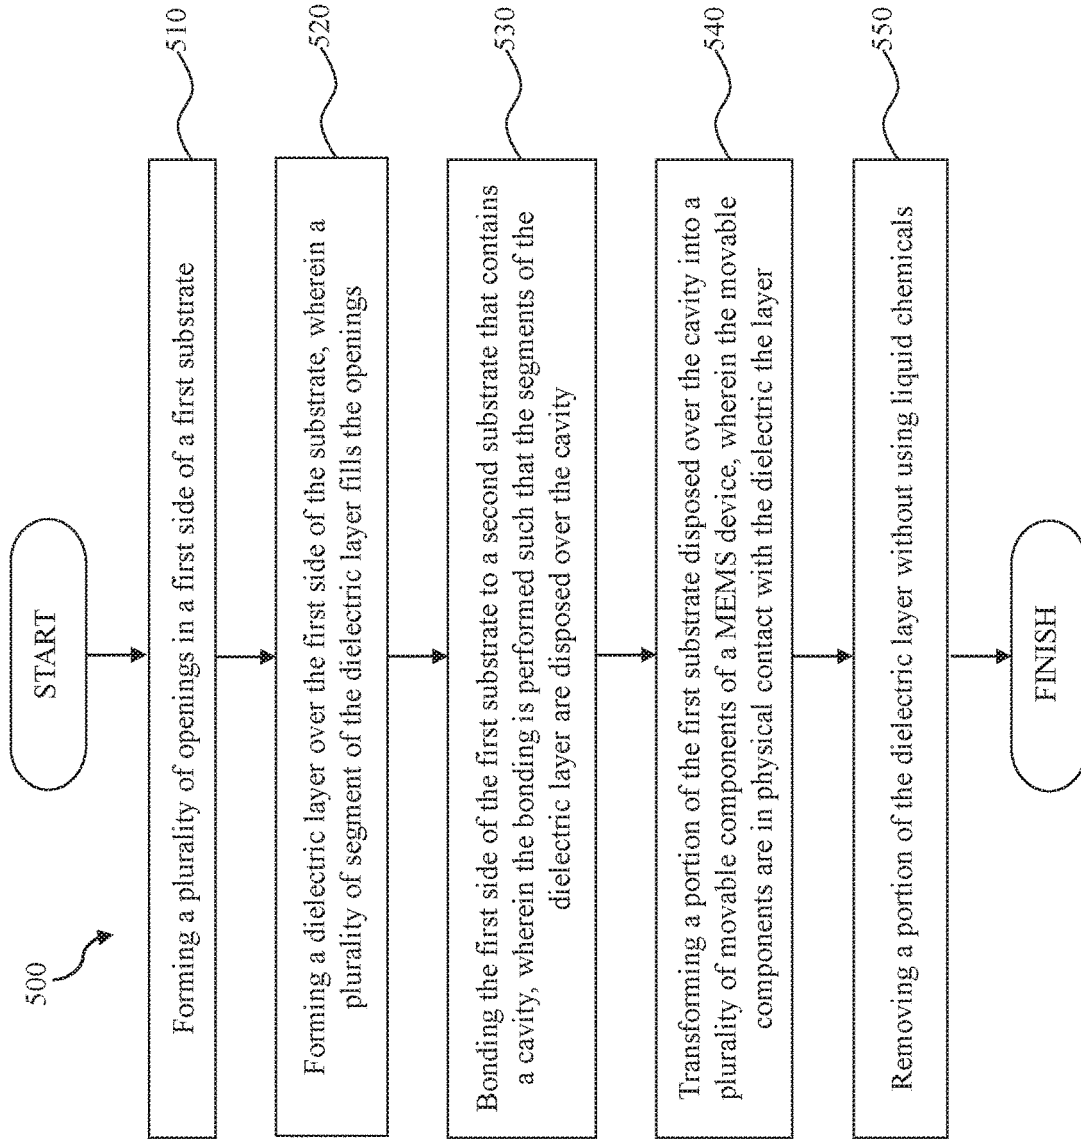 500
START
Forming a plurality of openings in a first side of a first substrate
510
Forming a dielectric layer over the first side of the substrate, wherein a
plurality of segment of the dielectric layer fills the openings
520
Bonding the first side of the first substrate to a second substrate that contains
a cavity, wherein the bonding is performed such that the segments of the
dielectric layer are disposed over the cavity
530
Transforming a portion of the first substrate disposed over the cavity into a
plurality of movable components of a MEMS device, wherein the movable
components are in physical contact with the dielectric the layer
540
Removing a portion of the dielectric layer without using liquid chemicals
550
FINISH